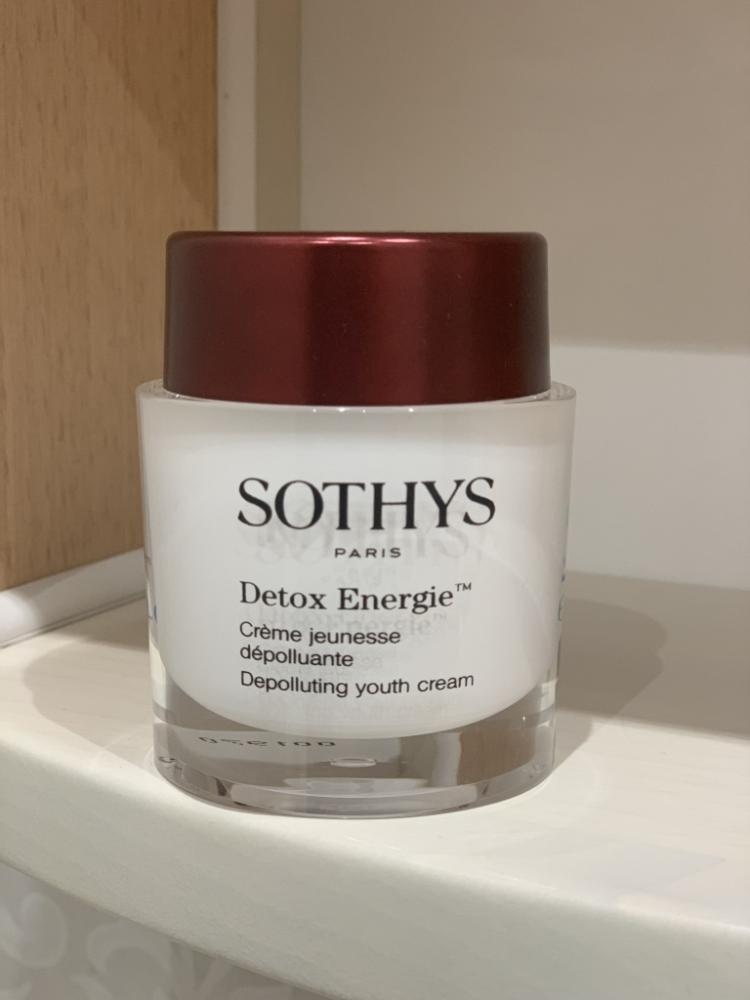 SOTHYS
PARIS
Detox Energie™
Crème jeunesse
dépolluante
Depolluting youth cream